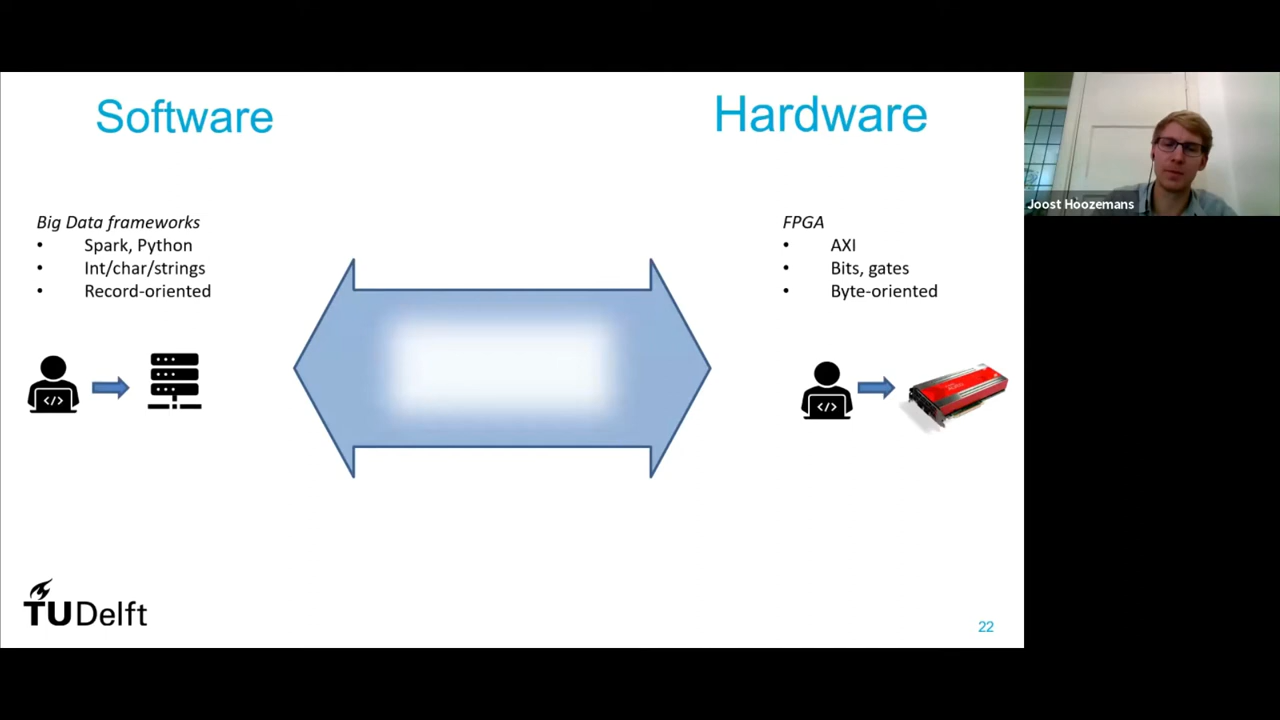 Software
Hardware
Big Data frameworks
• Spark, Python
• Int/char/strings
• Record-oriented
FPGA
• AXI
• Bits, gates
• Byte-oriented
</>
</>
TUDelft
22
Joost Hoozemans